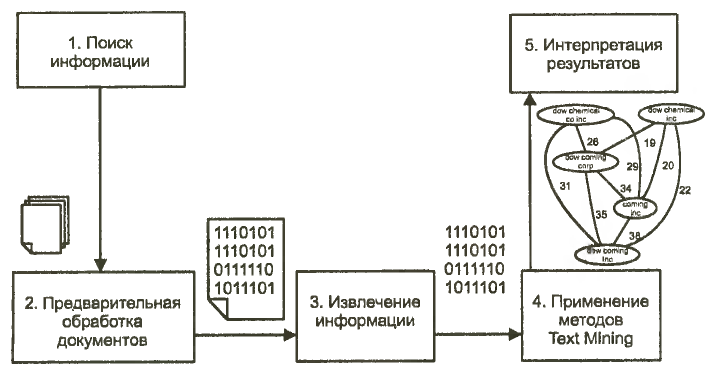 1. Поиск
информации
5. Интерпретация
результатов
dow chemical
co inc
dow chemical
inc
26
19
dow corning
corp
29
20
31
34
22
corning
inc
35
38
dow corning
inc
1110101
1110101
0111110
1011101
1110101
1110101
0111110
1011101
2. Предварительная
обработка
документов
3. Извлечение
информации
4. Применение
методов
Text Mining